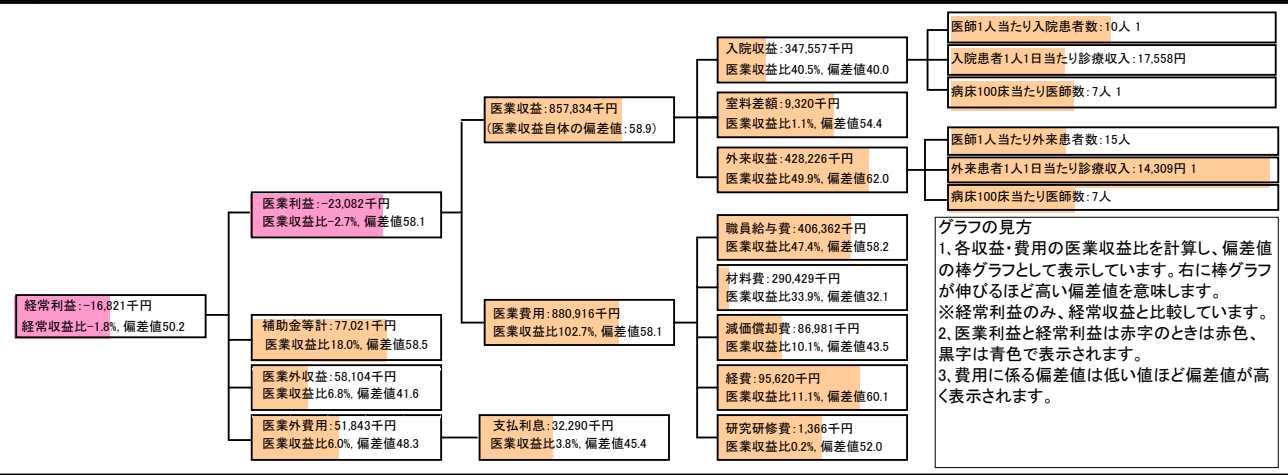 経常利益:-16,821千円
経常収益比-1.8%, 偏差値50.2
医業利益:-23,082千円
医業収益比-2.7%, 偏差値58.1
補助金等計:77,021千円
医業収益比18.0%, 偏差値58.5
医業外収益:58,104千円
医業収益比6.8%, 偏差値41.6
医業外費用:51,843千円
医業収益比6.0%, 偏差値48.3
医業収益:857,834千円
(医業収益自体の偏差値:58.9)
医業費用:880,916千円
医業収益比102.7%, 偏差値58.1
支払利息:32,290千円
医業収益比3.8%, 偏差値45.4
入院収益:347,557千円
医業収益比40.5%, 偏差値40.0
室料差額:9,320千円
医業収益比1.1%, 偏差値54.4
外来収益:428,226千円
医業収益比49.9%, 偏差値62.0
職員給与費:406,362千円
医業収益比47.4%, 偏差値58.2
材料費:290,429千円
医業収益比33.9%, 偏差値32.1
減価償却費:86,981千円
医業収益比10.1%, 偏差値43.5
経費:95,620千円
医業収益比11.1%, 偏差値60.1
研究研修費:1,366千円
医業収益比0.2%, 偏差値52.0
医師1人当たり入院患者数:10人 1
入院患者1人1日当たり診療収入:17,558円
病床100床当たり医師数:7人 1
医師1人当たり外来患者数:15人
外来患者1人1日当たり診療収入:14,309円 1
病床100床当たり医師数:7人
グラフの見方
1、各収益・費用の医業収益比を計算し、偏差値
の棒グラフとして表示しています。右に棒グラフ
が伸びるほど高い偏差値を意味します。
※経常利益のみ、経常収益と比較しています。
2、医業利益と経常利益は赤字のときは赤色、
黒字は青色で表示されます。
3、費用に係る偏差値は低い値ほど偏差値が高
く表示されます。